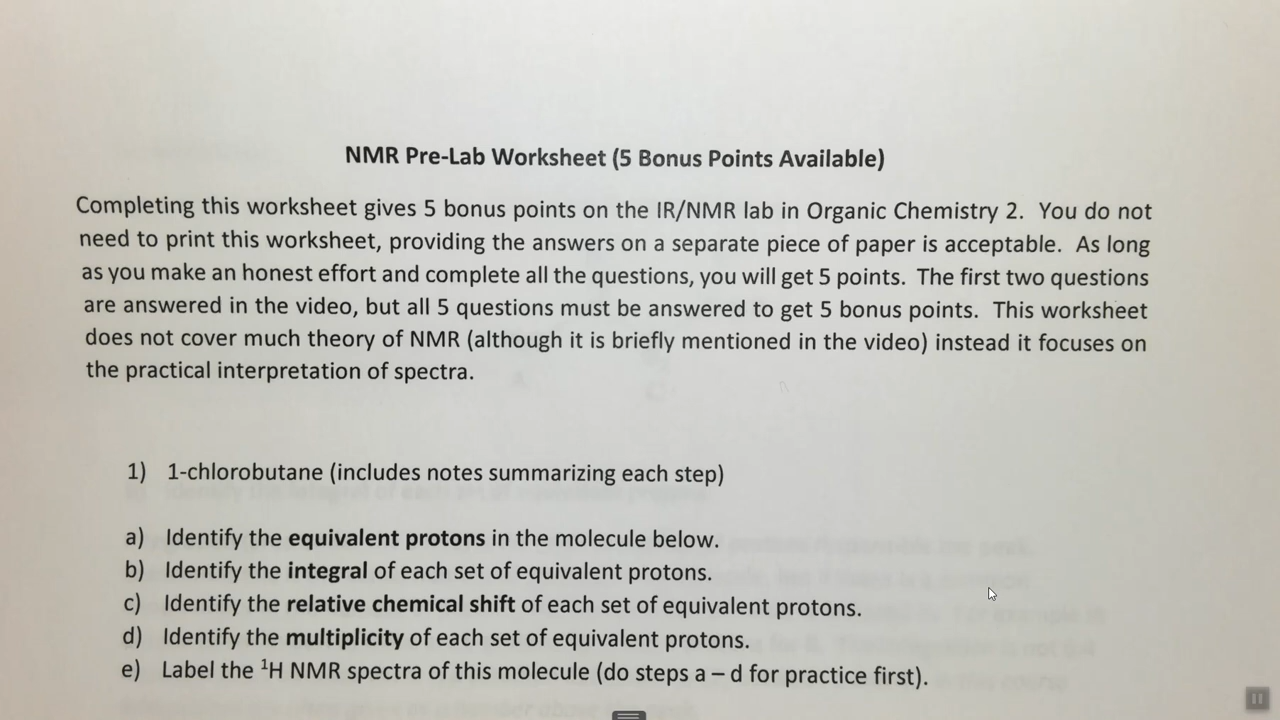 NMR Pre-Lab Worksheet (5 Bonus Points Available)
Completing this worksheet gives 5 bonus points on the IR/NMR lab in Organic Chemistry 2. You do not
need to print this worksheet, providing the answers on a separate piece of paper is acceptable. As long
as you make an honest effort and complete all the questions, you will get 5 points. The first two questions
are answered in the video, but all 5 questions must be answered to get 5 bonus points. This worksheet
does not cover much theory of NMR (although it is briefly mentioned in the video) instead it focuses on
the practical interpretation of spectra.
1) 1-chlorobutane (includes notes summarizing each step)
a) Identify the equivalent protons in the molecule below.
b) Identify the integral of each set of equivalent protons.
c) Identify the relative chemical shift of each set of equivalent protons.
d) Identify the multiplicity of each set of equivalent protons.
e) Label the ¹H NMR spectra of this molecule (do steps a – d for practice first).